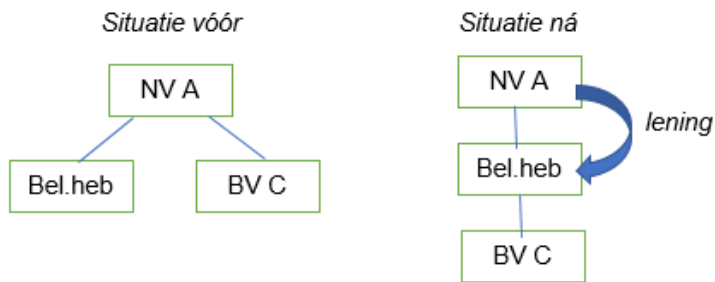 Situatie vóór
NV A
Bel.heb
BV C
Situatie ná
NV A
lening
Bel.heb
BV C